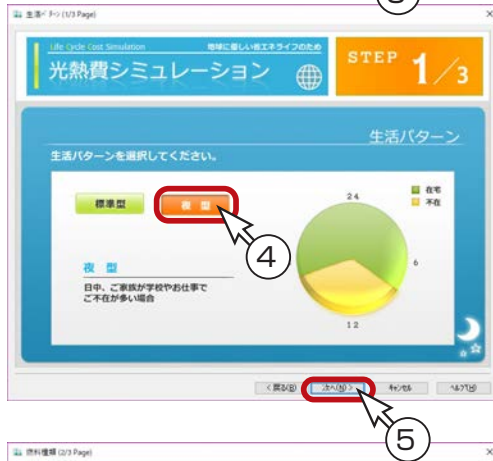 ③
生活パターン (1/3 Page)
×
Life Cycle Cost Simulation
地球に優しい省エネライフのため
光熱費シミュレーション
STEP 1/3
生活パターン
生活パターンを選択してください。
標準型
夜 型
④
24
6
12
在宅
不在
夜 型
日中、ご家族が学校やお仕事で
ご不在が多い場合
< 戻る(B)
次へ(N) >
キャンセル
ヘルプ(H)
⑤
燃料種類 (2/3 Page)
×